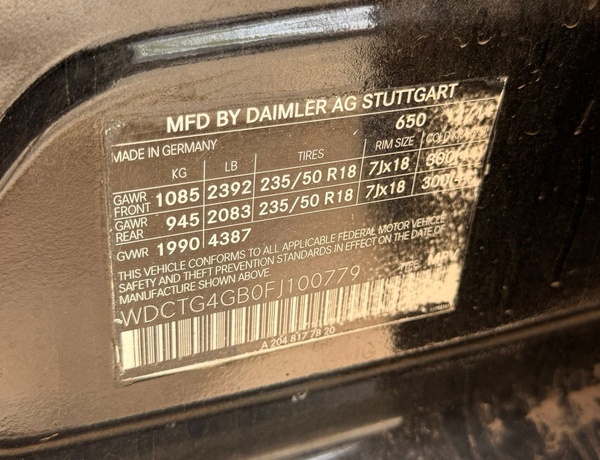 MFD BY DAIMLER AG STUTTGART
MADE IN GERMANY 650
KG LB TIRES RIM SIZE
GAWR FRONT 1085 2392 235/50 R18 7Jx18
GAWR REAR 945 2083 235/50 R18 7Jx18
GVWR 1990 4387
THIS VEHICLE CONFORMS TO ALL APPLICABLE FEDERAL MOTOR VEHICLE
SAFETY AND THEFT PREVENTION STANDARDS IN EFFECT ON THE DATE OF
MANUFACTURE SHOWN ABOVE
WDCTG4GB0FJ100779
A 204 817 78 20